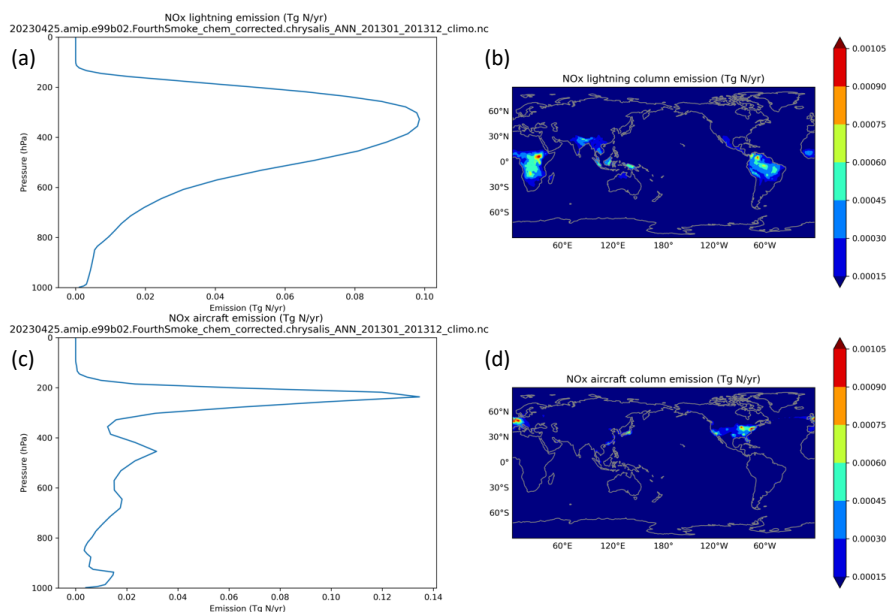 NOx lightning emission (Tg N/yr)
20230425.amip.e99b02.FourthSmoke_chem_corrected.chrysalis_ANN_201301_201312_climo.nc
(a)
0
200
400
600
800
1000
Pressure (hPa)
0.00 0.02 0.04 0.06 0.08 0.10
Emission (Tg N/yr)
(b)
NOx lightning column emission (Tg N/yr)
60°N
30°N
0°
30°S
60°S
60°E 120°E 180° 120°W 60°W
0.00105
0.00090
0.00075
0.00060
0.00045
0.00030
0.00015
NOx aircraft emission (Tg N/yr)
20230425.amip.e99b02.FourthSmoke_chem_corrected.chrysalis_ANN_201301_201312_climo.nc
(c)
0
200
400
600
800
1000
Pressure (hPa)
0.00 0.02 0.04 0.06 0.08 0.10 0.12 0.14
Emission (Tg N/yr)
(d)
NOx aircraft column emission (Tg N/yr)
60°N
30°N
0°
30°S
60°S
60°E 120°E 180° 120°W 60°W
0.00105
0.00090
0.00075
0.00060
0.00045
0.00030
0.00015